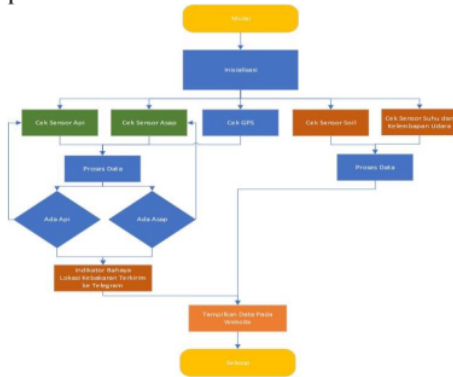 Mulai
Inisialisasi
Cek Sensor Api
Cek Sensor Asap
Cek GPS
Cek Sensor Soil
Cek Sensor Suhu dan
Kelembapan Udara
Proses Data
Proses Data
Ada Api
Ada Asap
Indikator Bahaya
Lokasi Kebakaran Terkirim
ke Telegram
Tampilkan Data Pada
Website
Selesai